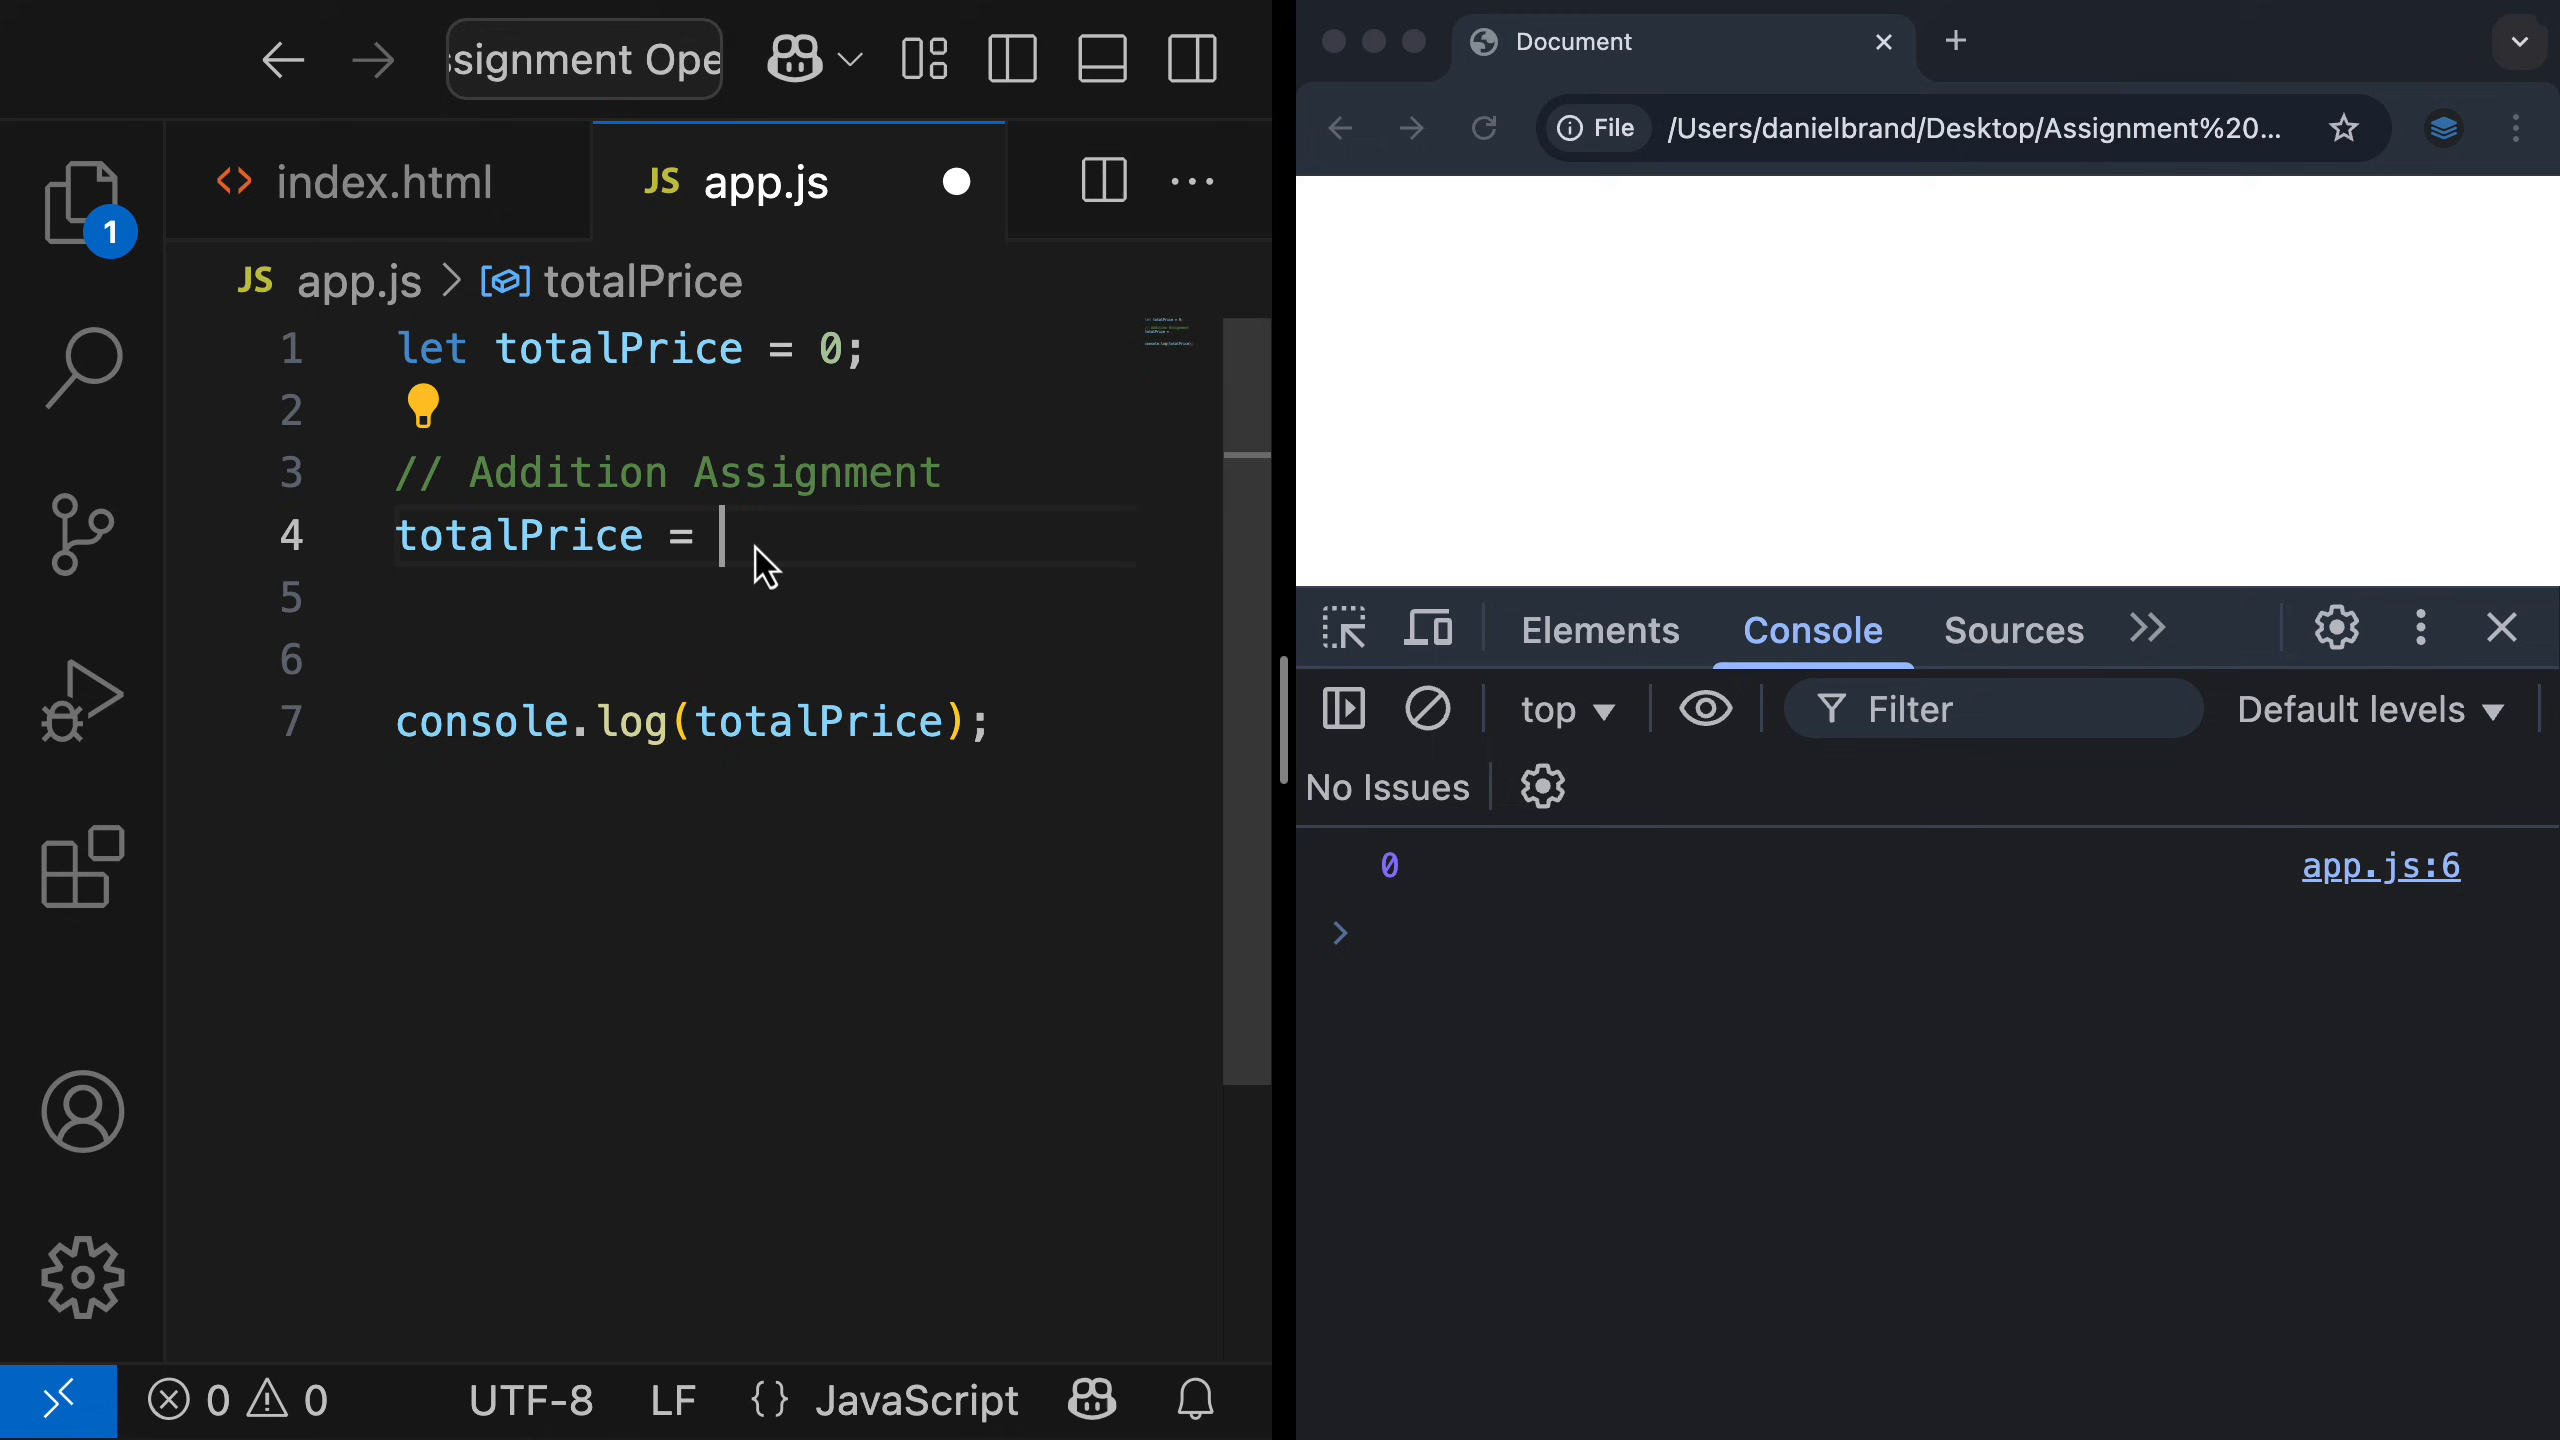 ssignment Ope
index.html
JS app.js
1
JS app.js > totalPrice
1 let totalPrice = 0;
2
3 // Addition Assignment
4 totalPrice =
5
6
7 console.log(totalPrice);
0 0 UTF-8 LF {} JavaScript
Document
File /Users/danielbrand/Desktop/Assignment%20...
Elements Console Sources
top Filter Default levels
No Issues
0 app.js:6